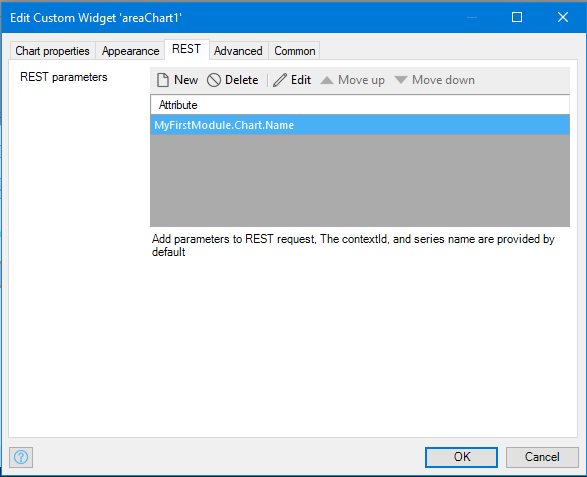 Edit Custom Widget 'areaChart1'
Chart properties Appearance REST Advanced Common
REST parameters
New Delete Edit Move up Move down
Attribute
MyFirstModule.Chart.Name
Add parameters to REST request, The contextId, and series name are provided by
default
?
OK Cancel